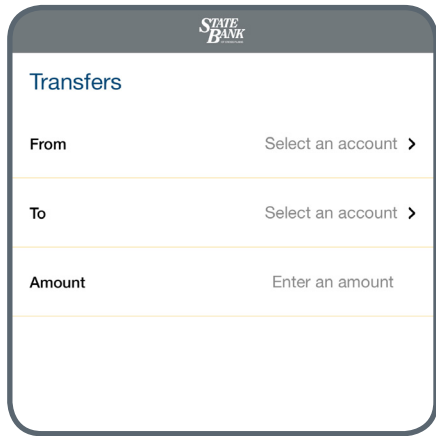 STATE
BANK
Transfers
From Select an account
To Select an account
Amount Enter an amount